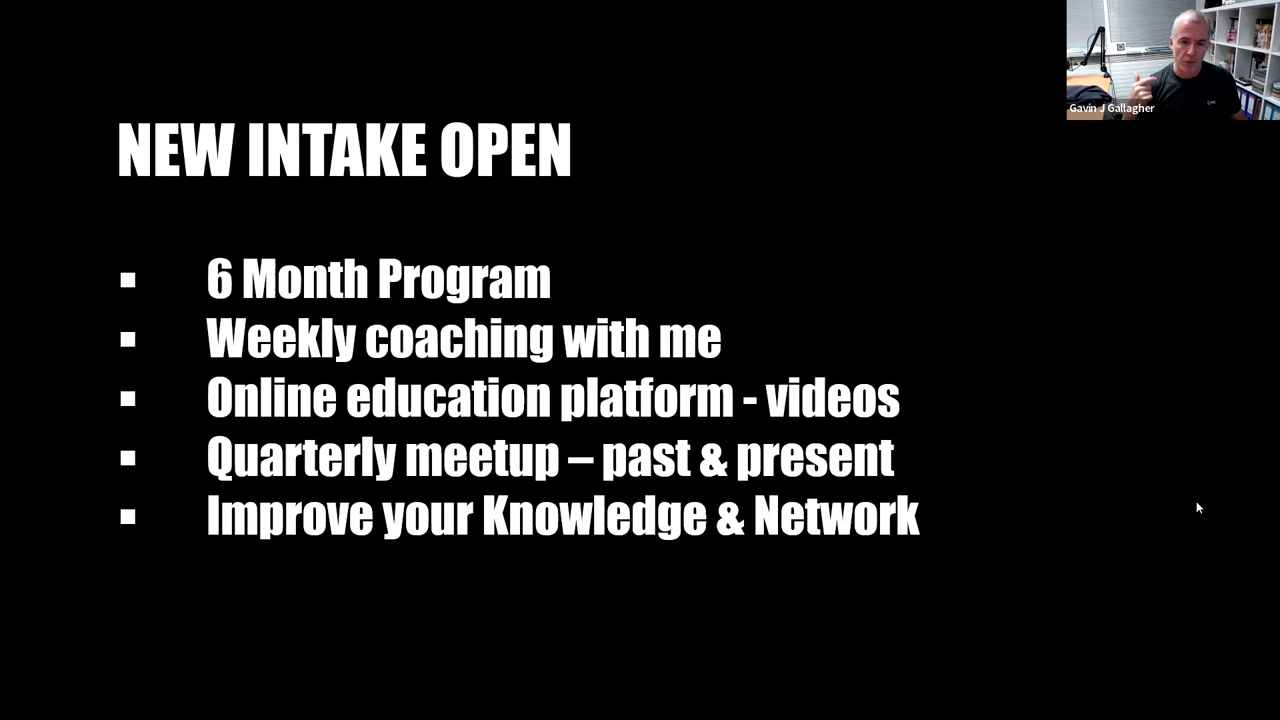 Gavin J Gallagher
NEW INTAKE OPEN
▪ 6 Month Program
▪ Weekly coaching with me
▪ Online education platform - videos
▪ Quarterly meetup – past & present
▪ Improve your Knowledge & Network